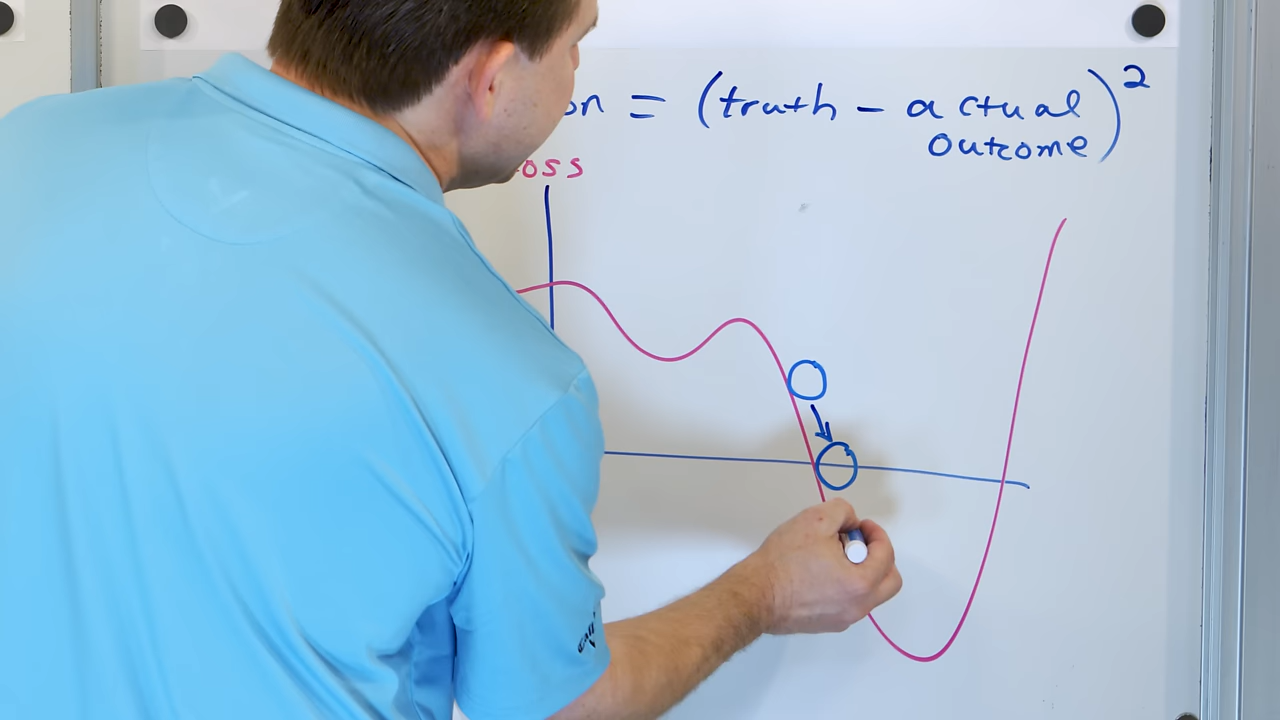 on = (truth - actual
outcome)²
oss